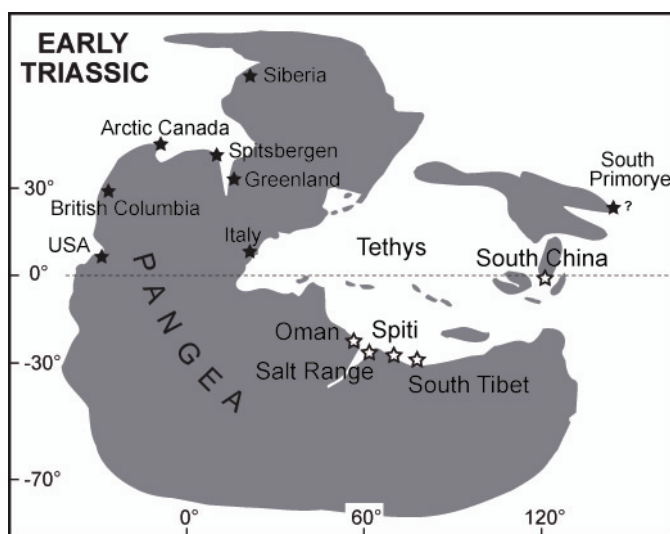 EARLY
TRIASSIC
Siberia
Arctic Canada
Spitsbergen
Greenland
South
Primorye
?
30°
British Columbia
USA
Italy
Tethys
South China
0°
PANGEA
Oman
Spiti
-30°
Salt Range
South Tibet
-70°
0°
60°
120°